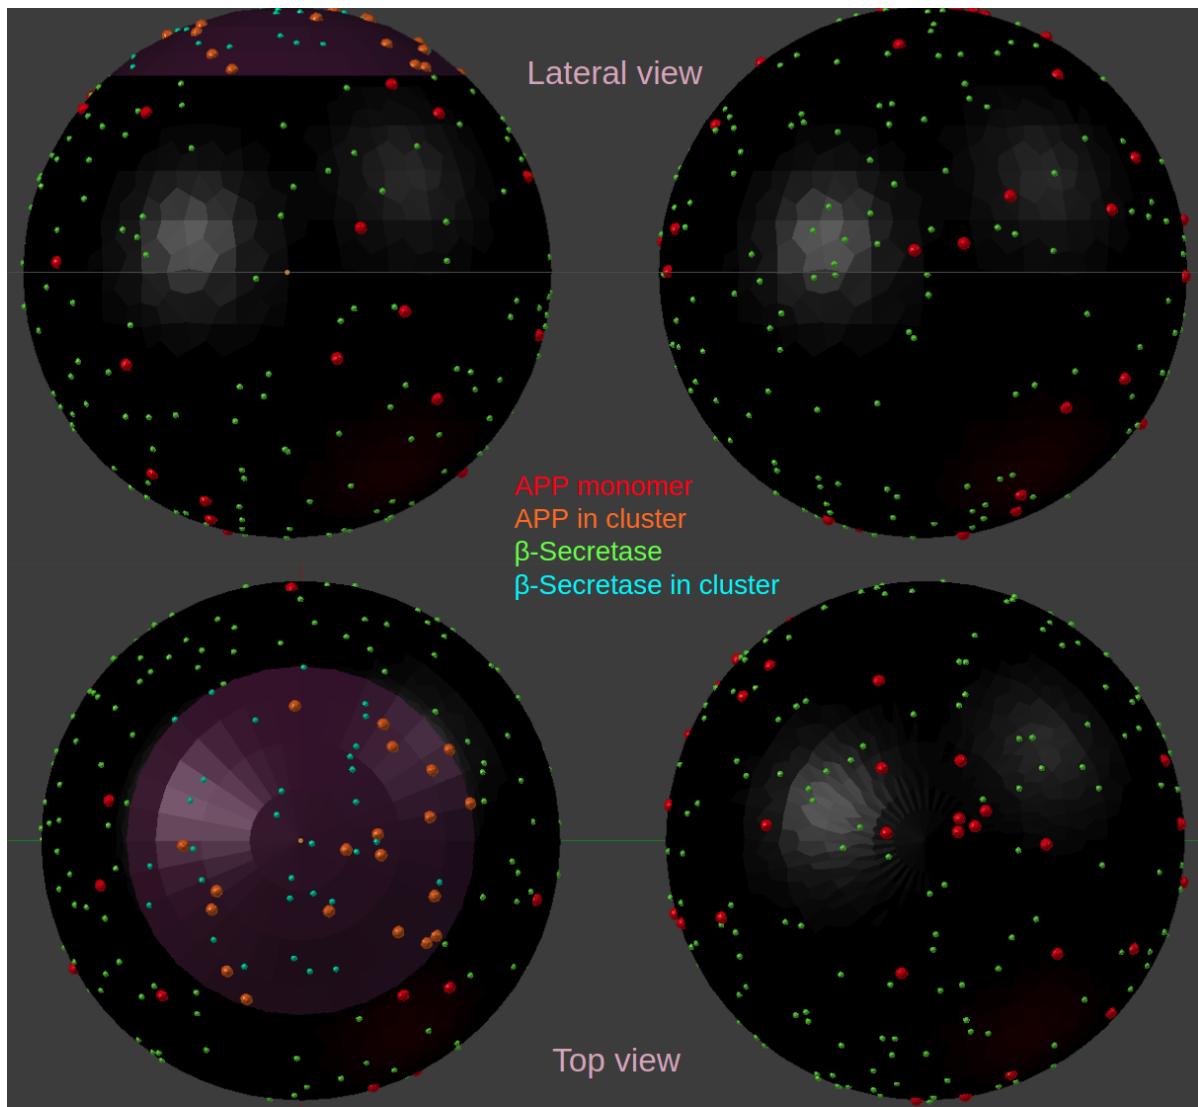 Lateral view
APP monomer
APP in cluster
β-Secretase
β-Secretase in cluster
Top view